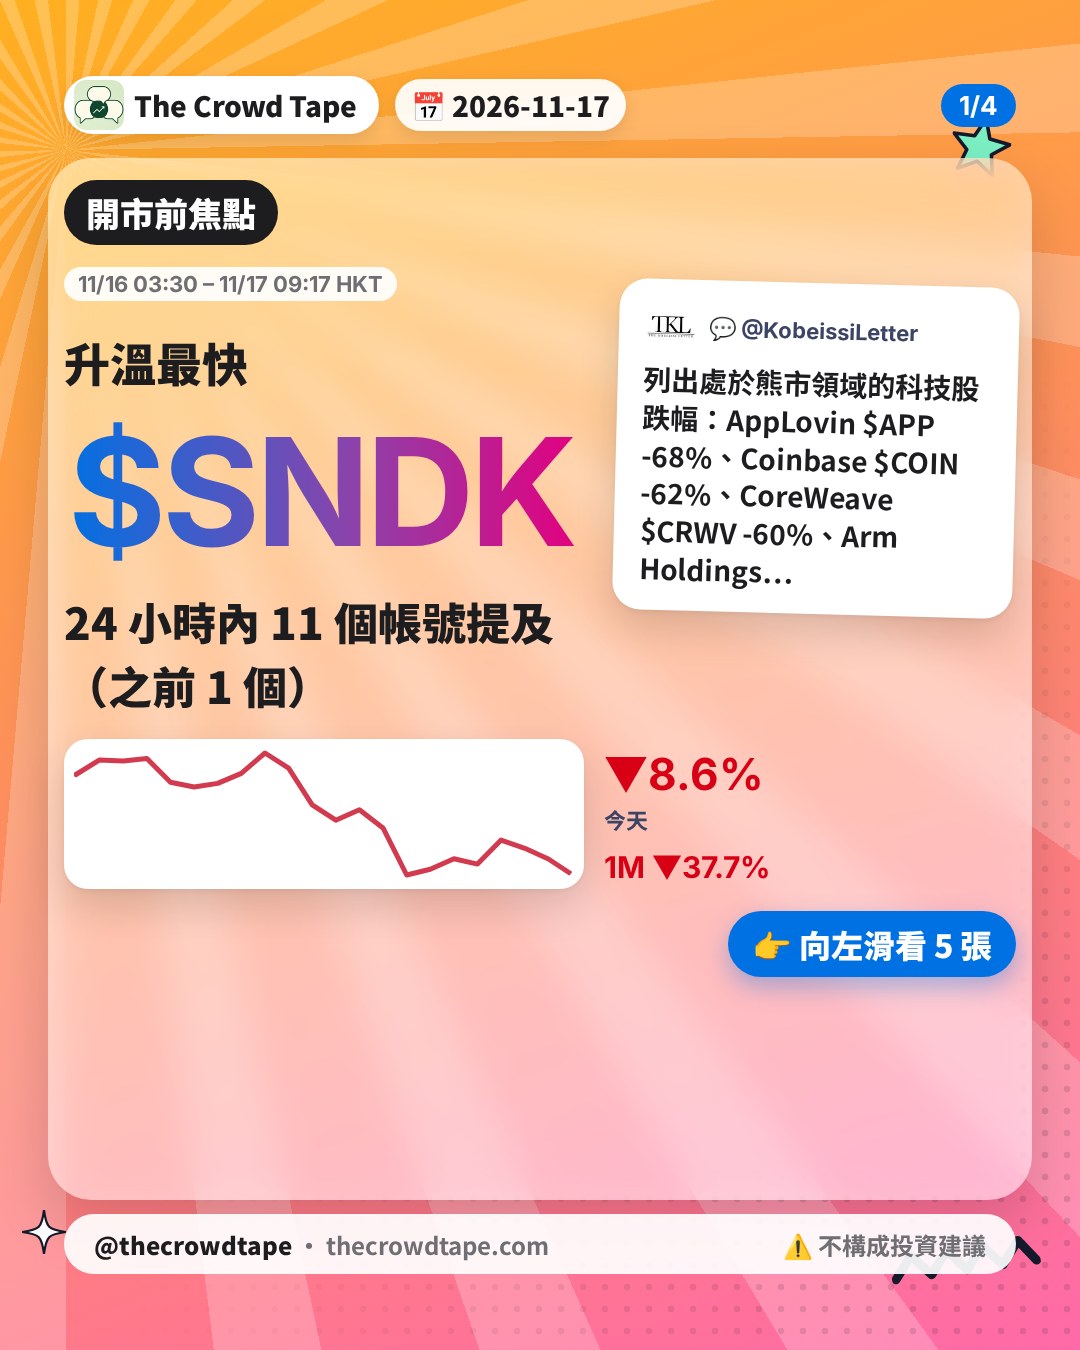 The Crowd Tape
July
17
2026-11-17
1/4
開市前焦點
11/16 03:30 – 11/17 09:17 HKT
升溫最快
$SNDK
24 小時內 11 個帳號提及
（之前 1 個）
TKL
@KobeissiLetter
列出處於熊市領域的科技股
跌幅：AppLovin $APP
-68%、Coinbase $COIN
-62%、CoreWeave
$CRWV -60%、Arm
Holdings…
▼8.6%
今天
1M ▼37.7%
👉 向左滑看 5 張
@thecrowdtape · thecrowdtape.com
⚠️ 不構成投資建議